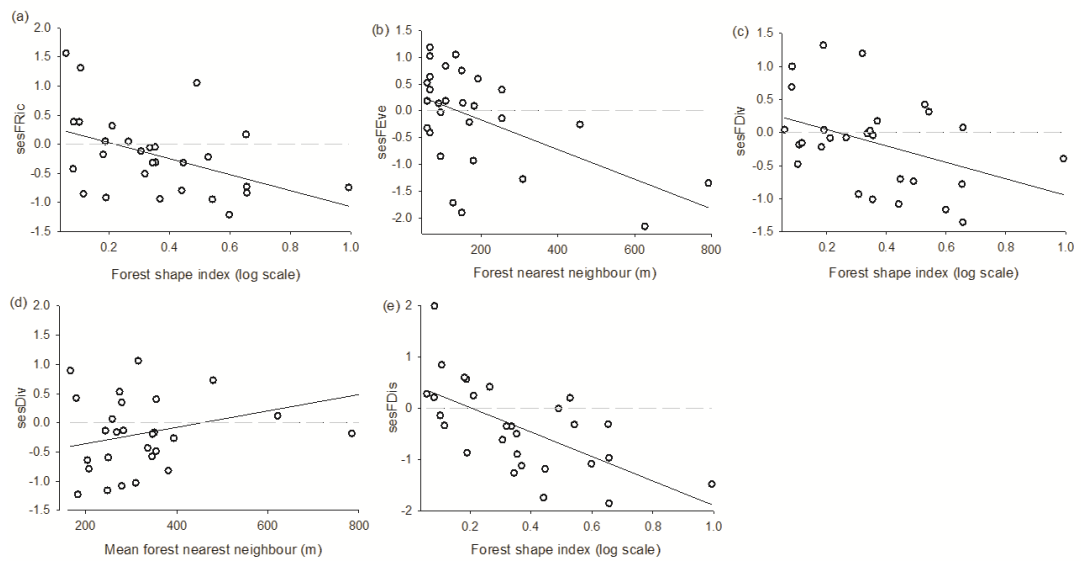 (a)
2.0
1.5
1.0
0.5
0.0
-0.5
-1.0
-1.5
sesFRic
0.2 0.4 0.6 0.8 1.0
Forest shape index (log scale)
(b)
1.5
1.0
0.5
0.0
-0.5
-1.0
-1.5
-2.0
sesFEve
200 400 600 800
Forest nearest neighbour (m)
(c)
1.5
1.0
0.5
0.0
-0.5
-1.0
-1.5
sesFDiv
0.2 0.4 0.6 0.8 1.0
Forest shape index (log scale)
(d)
2.0
1.5
1.0
0.5
0.0
-0.5
-1.0
-1.5
sesDiv
200 400 600 800
Mean forest nearest neighbour (m)
(e)
2
1
0
-1
-2
sesFDis
0.2 0.4 0.6 0.8 1.0
Forest shape index (log scale)